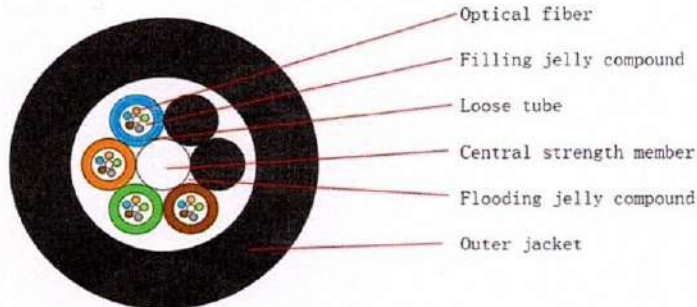 Optical fiber
Filling jelly compound
Loose tube
Central strength member
Flooding jelly compound
Outer jacket